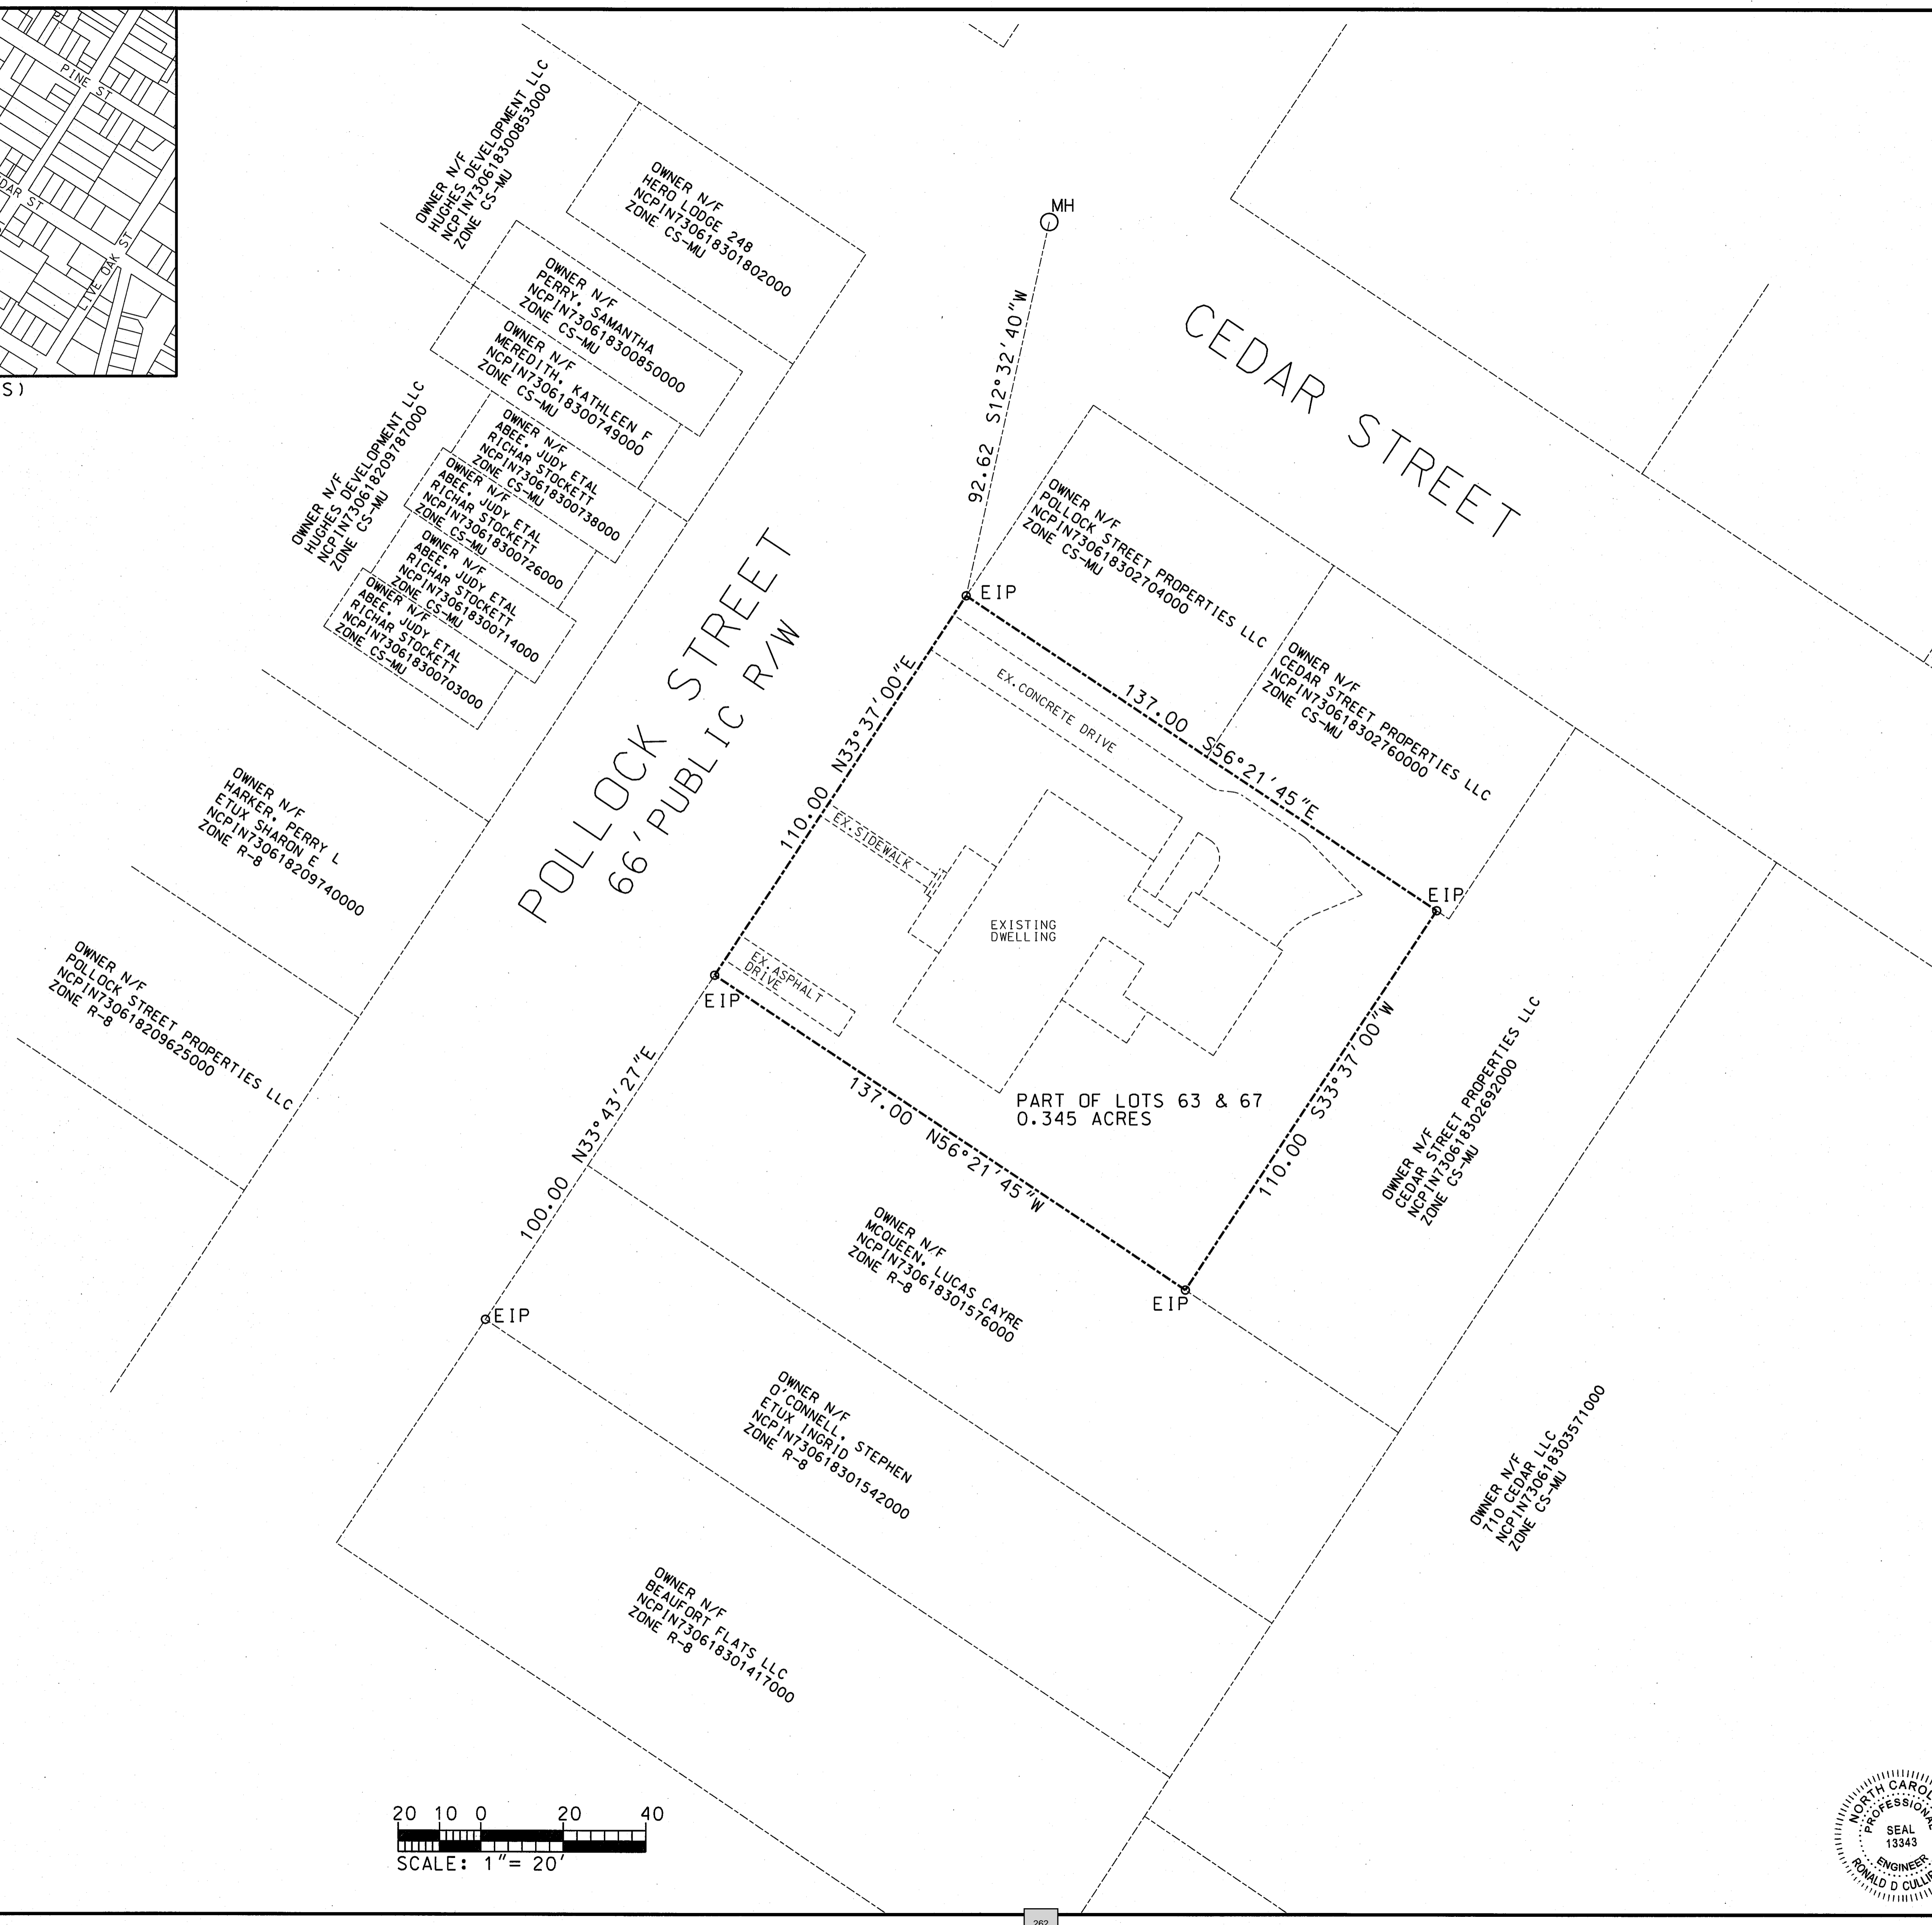 PINE ST
DAR ST
LIVE OAK ST
S)
OWNER N/F
HUGHES DEVELOPMENT LLC
NCPIN730618300853000
ZONE CS-MU
OWNER N/F
HERO LODGE 248
NCPIN730618301802000
ZONE CS-MU
OWNER N/F
PERRY, SAMANTHA
NCPIN730618300850000
ZONE CS-MU
OWNER N/F
MEREDITH, KATHLEEN F
NCPIN730618300749000
ZONE CS-MU
OWNER N/F
ABEE, JUDY ETAL
RICHAR STOCKETT
NCPIN730618300738000
ZONE CS-MU
OWNER N/F
ABEE, JUDY ETAL
RICHAR STOCKETT
NCPIN730618300726000
ZONE CS-MU
OWNER N/F
ABEE, JUDY ETAL
RICHAR STOCKETT
NCPIN730618300714000
ZONE CS-MU
OWNER N/F
ABEE, JUDY ETAL
RICHAR STOCKETT
NCPIN730618300703000
ZONE CS-MU
OWNER N/F
HUGHES DEVELOPMENT LLC
NCPIN730618209787000
ZONE CS-MU
OWNER N/F
HARKER, PERRY L
ETUX SHARON E
NCPIN730618209740000
ZONE R-8
OWNER N/F
POLLOCK STREET PROPERTIES LLC
NCPIN730618209625000
ZONE R-8
POLLOCK STREET
66' PUBLIC R/W
CEDAR STREET
MH
92.62 S12°32'40"W
OWNER N/F
POLLOCK STREET PROPERTIES LLC
NCPIN730618302704000
ZONE CS-MU
OWNER N/F
CEDAR STREET PROPERTIES LLC
NCPIN730618302760000
ZONE CS-MU
EIP
137.00 S56°21'45"E
110.00 N33°37'00"E
EX.CONCRETE DRIVE
EX.SIDEWALK
EXISTING
DWELLING
EX.ASPHALT
DRIVE
EIP
EIP
110.00 S33°37'00"W
PART OF LOTS 63 & 67
0.345 ACRES
137.00 N56°21'45"W
EIP
100.00 N33°43'27"E
EIP
OWNER N/F
CEDAR STREET PROPERTIES LLC
NCPIN730618302692000
ZONE CS-MU
OWNER N/F
MCQUEEN, LUCAS CAYRE
NCPIN730618301576000
ZONE R-8
OWNER N/F
O'CONNELL, STEPHEN
ETUX INGRID
NCPIN730618301542000
ZONE R-8
OWNER N/F
BEAUFORT FLATS LLC
NCPIN730618301417000
ZONE R-8
OWNER N/F
710 CEDAR LLC
NCPIN730618303571000
ZONE CS-MU
20 10 0 20 40
SCALE: 1"= 20'
NORTH CAROL
PROFESSIONA
SEAL
13343
ENGINEER
RONALD D CULLI
262